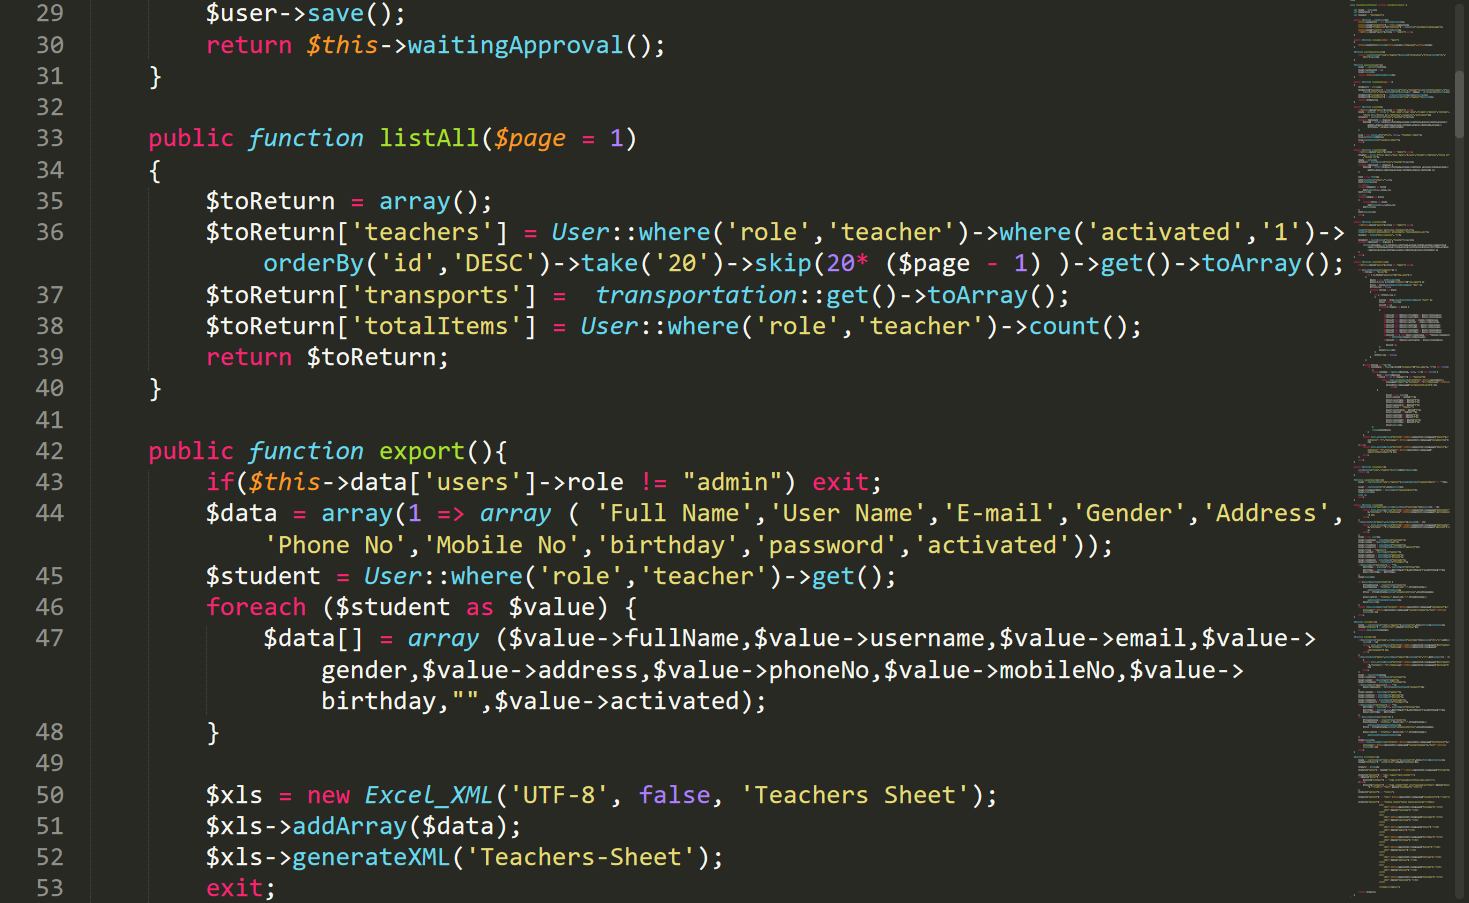 29 $user->save();
30 return $this->waitingApproval();
31 }
32
33 public function listAll($page = 1)
34 {
35 $toReturn = array();
36 $toReturn['teachers'] = User::where('role','teacher')->where('activated','1')->
orderBy('id','DESC')->take('20')->skip(20* ($page - 1) )->get()->toArray();
37 $toReturn['transports'] =  transportation::get()->toArray();
38 $toReturn['totalItems'] = User::where('role','teacher')->count();
39 return $toReturn;
40 }
41
42 public function export(){
43 if($this->data['users']->role != "admin") exit;
44 $data = array(1 => array ( 'Full Name','User Name','E-mail','Gender','Address',
'Phone No','Mobile No','birthday','password','activated'));
45 $student = User::where('role','teacher')->get();
46 foreach ($student as $value) {
47 $data[] = array ($value->fullName,$value->username,$value->email,$value->
gender,$value->address,$value->phoneNo,$value->mobileNo,$value->
birthday,"",$value->activated);
48 }
49
50 $xls = new Excel_XML('UTF-8', false, 'Teachers Sheet');
51 $xls->addArray($data);
52 $xls->generateXML('Teachers-Sheet');
53 exit;